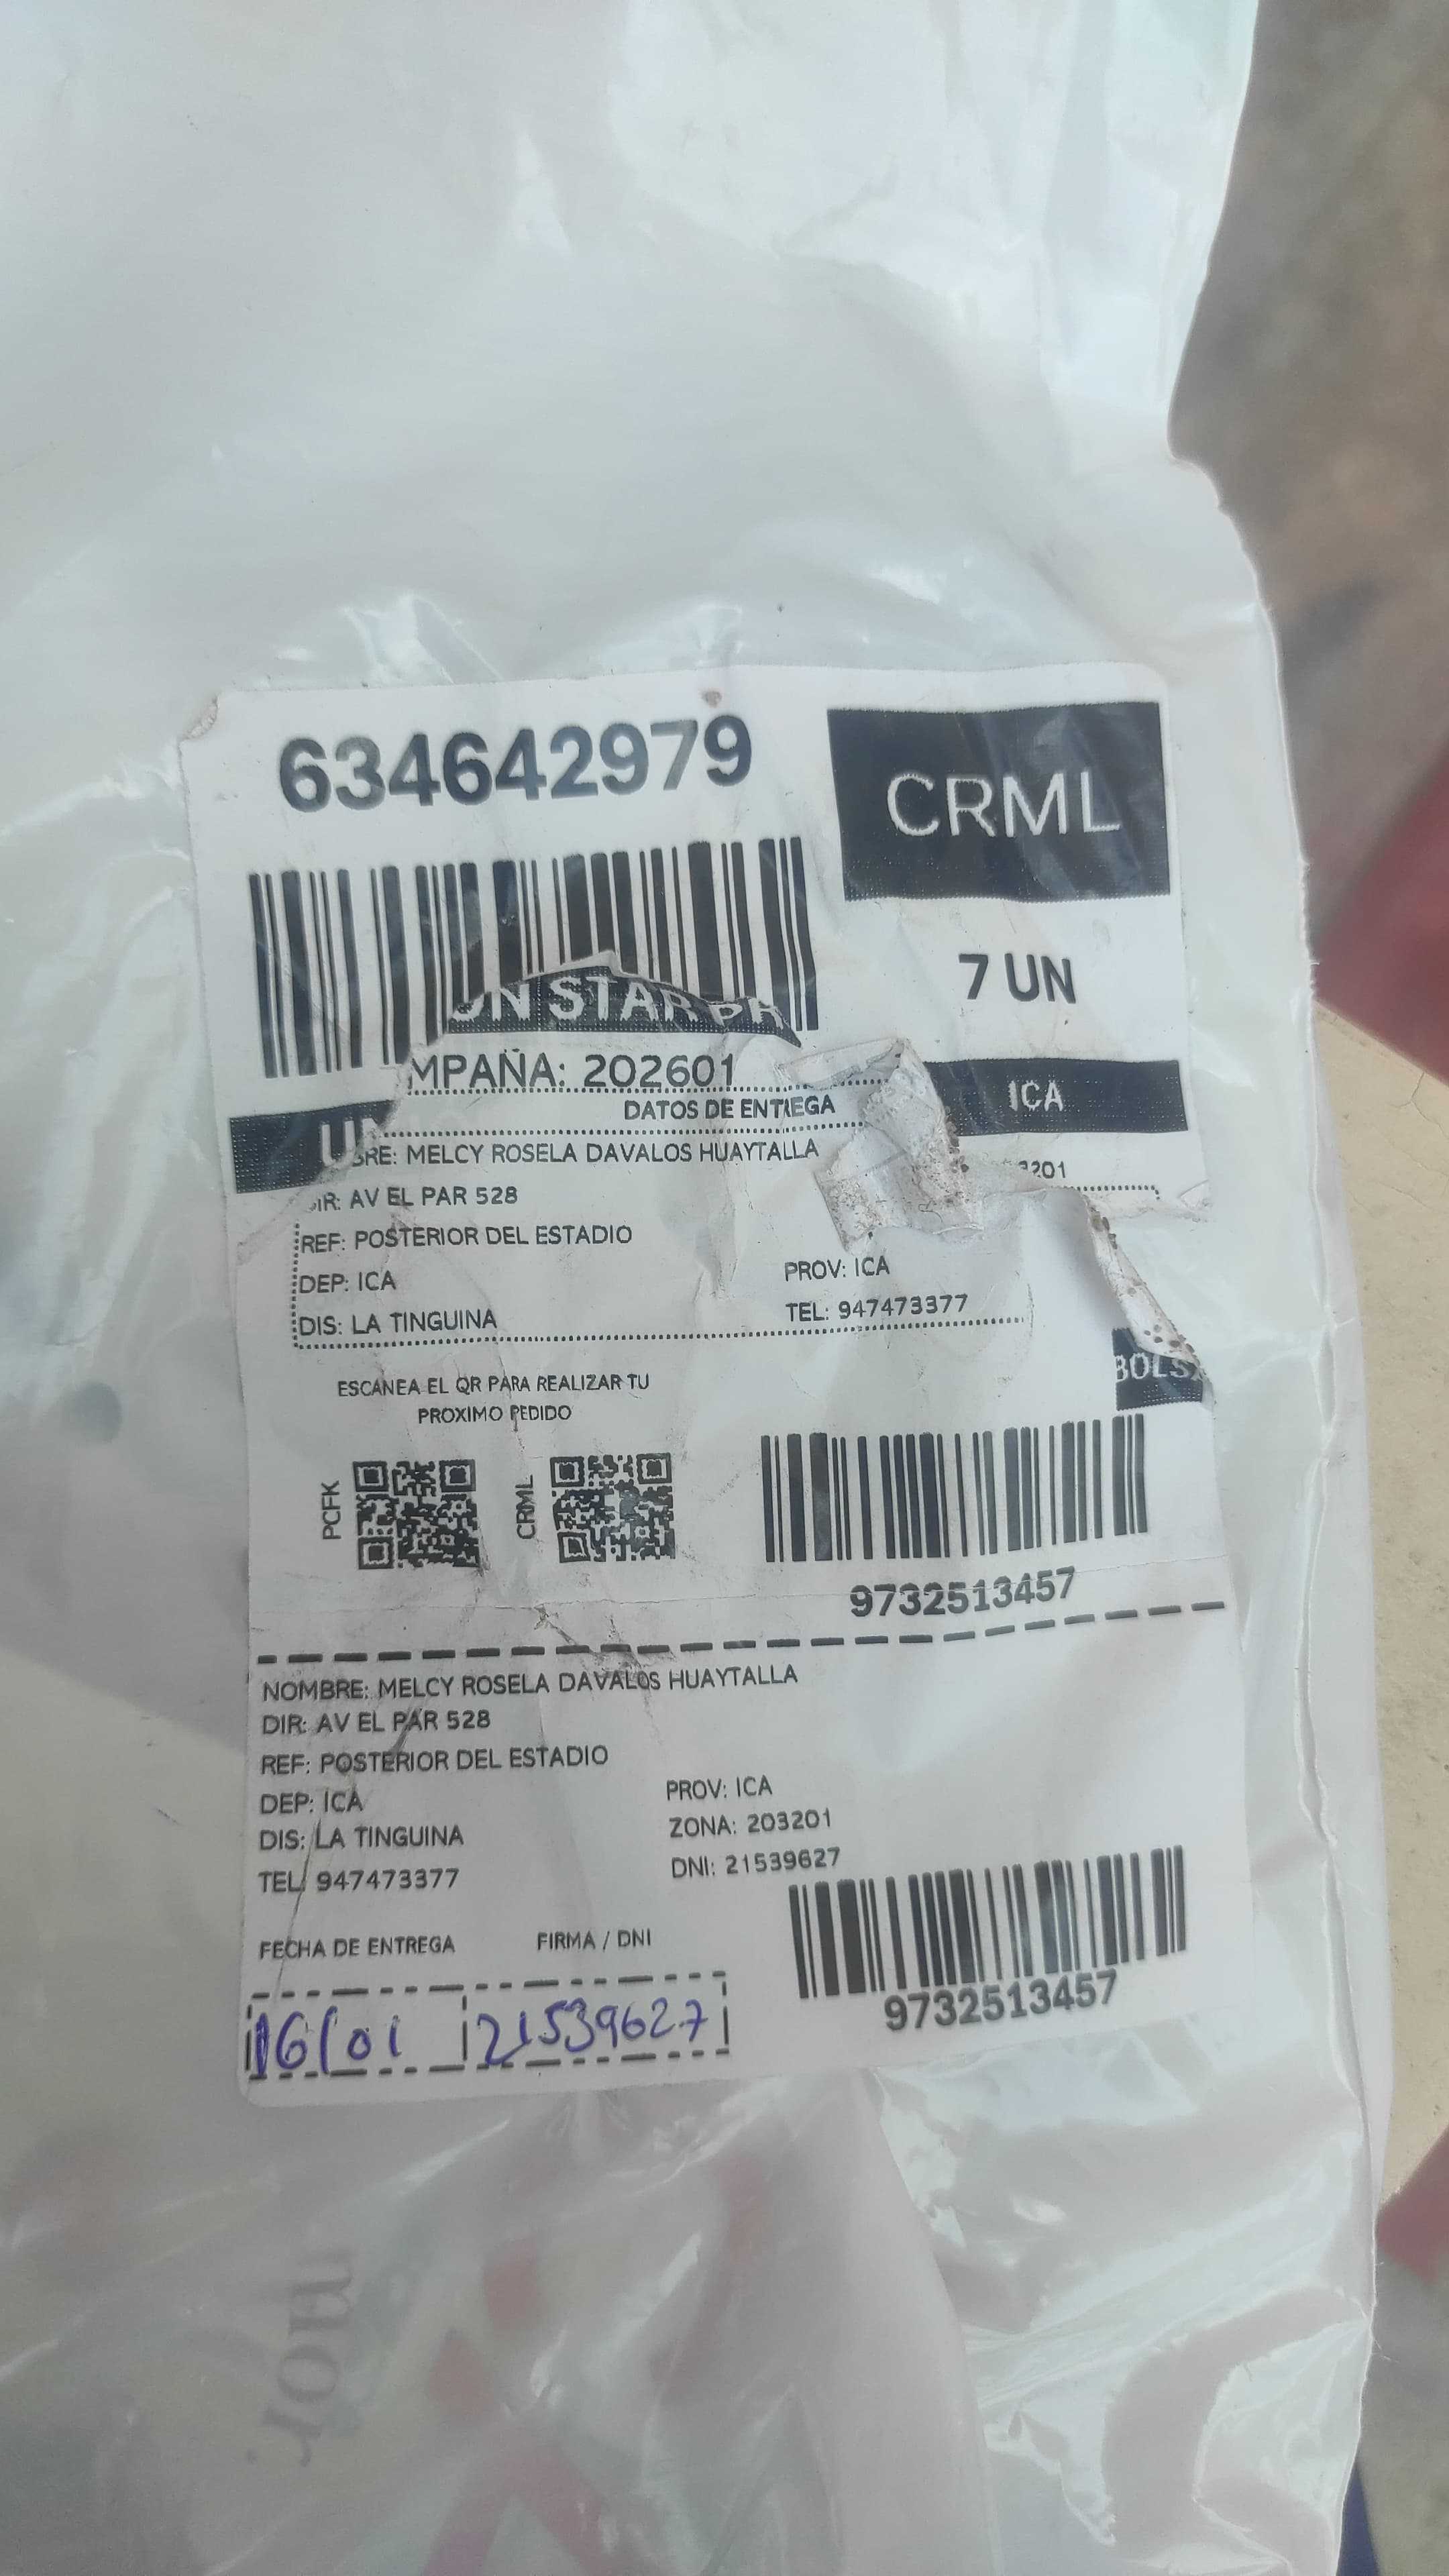 634642979
CRML
7 UN
UN STAR
MPAÑA: 202601
ICA
DATOS DE ENTREGA
BRE: MELCY ROSELA DAVALOS HUAYTALLA
3201
DIR: AV EL PAR 528
REF: POSTERIOR DEL ESTADIO
DEP: ICA
PROV: ICA
DIS: LA TINGUINA
TEL: 947473377
BOLS
ESCANEA EL QR PARA REALIZAR TU
PROXIMO PEDIDO
PCFK
CRML
9732513457
NOMBRE: MELCY ROSELA DAVALOS HUAYTALLA
DIR: AV EL PAR 528
REF: POSTERIOR DEL ESTADIO
DEP: ICA
PROV: ICA
DIS: LA TINGUINA
ZONA: 203201
TEL: 947473377
DNI: 21539627
FECHA DE ENTREGA
FIRMA / DNI
16/01
21539627
9732513457